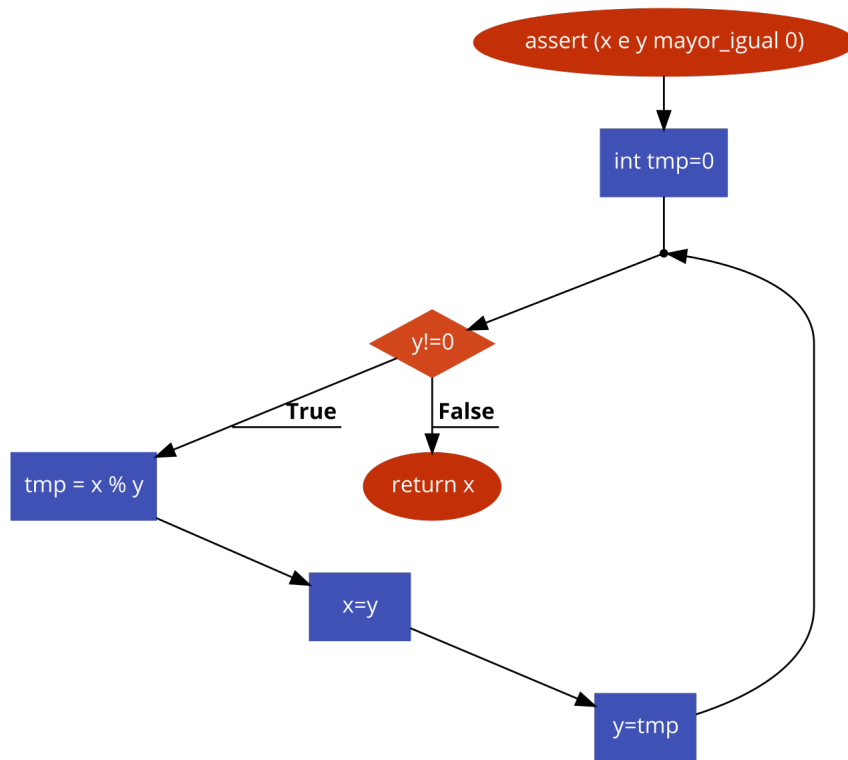 assert (x e y mayor_igual 0)
int tmp=0
y!=0
True
False
tmp = x % y
return x
x=y
y=tmp